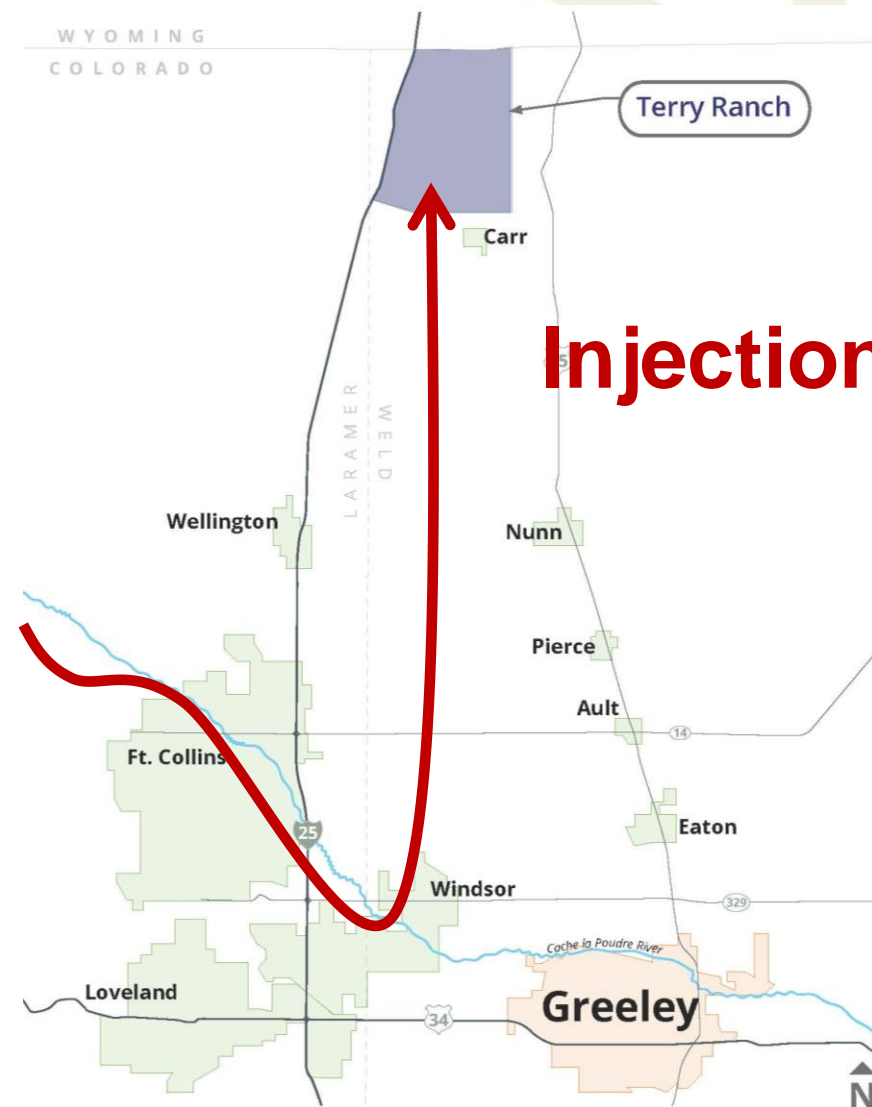 WYOMING
COLORADO
Terry Ranch
Carr
Injection
5
LARAMER
WELD
Wellington
Nunn
Pierce
Ault
14
Ft. Collins
25
Eaton
Windsor
329
Cache la Poudre River
Loveland
34
Greeley
N